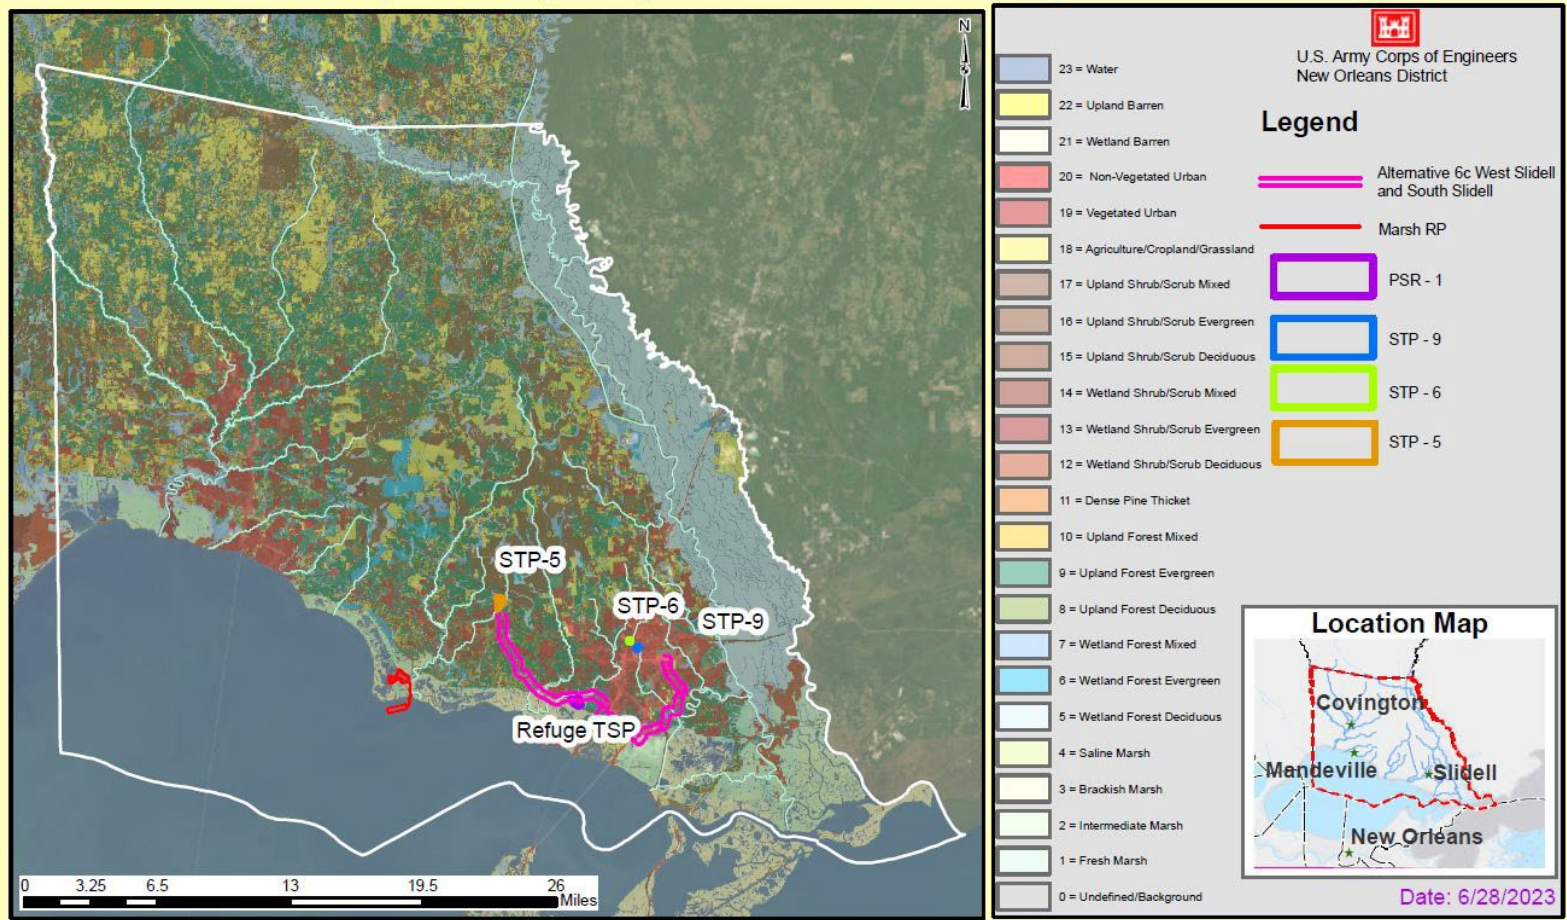 N
STP-5
STP-6
STP-9
Refuge TSP
0 3.25 6.5 13 19.5 26
Miles
U.S. Army Corps of Engineers
New Orleans District
Legend
23 = Water
22 = Upland Barren
21 = Wetland Barren
20 = Non-Vegetated Urban
19 = Vegetated Urban
18 = Agriculture/Cropland/Grassland
17 = Upland Shrub/Scrub Mixed
16 = Upland Shrub/Scrub Evergreen
15 = Upland Shrub/Scrub Deciduous
14 = Wetland Shrub/Scrub Mixed
13 = Wetland Shrub/Scrub Evergreen
12 = Wetland Shrub/Scrub Deciduous
11 = Dense Pine Thicket
10 = Upland Forest Mixed
9 = Upland Forest Evergreen
8 = Upland Forest Deciduous
7 = Wetland Forest Mixed
6 = Wetland Forest Evergreen
5 = Wetland Forest Deciduous
4 = Saline Marsh
3 = Brackish Marsh
2 = Intermediate Marsh
1 = Fresh Marsh
0 = Undefined/Background
Alternative 6c West Slidell
and South Slidell
Marsh RP
PSR - 1
STP - 9
STP - 6
STP - 5
Location Map
Covington
Mandeville
Slidell
New Orleans
Date: 6/28/2023